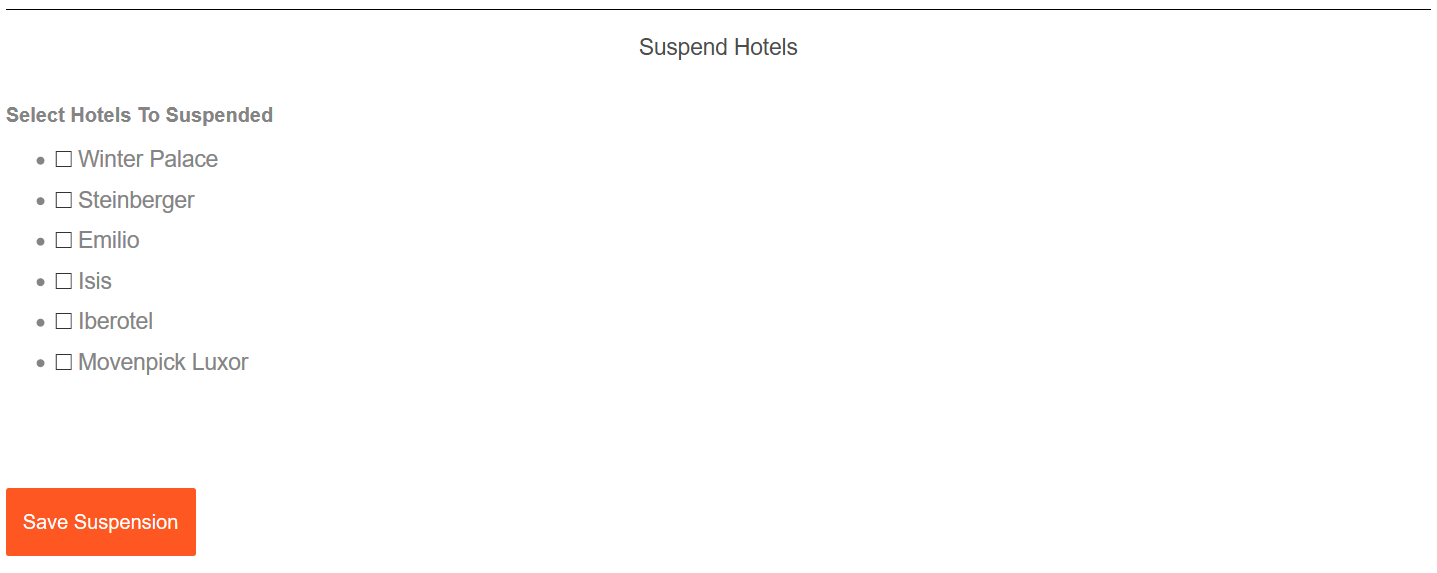 Suspend Hotels
Select Hotels To Suspended
Winter Palace
Steinberger
Emilio
Isis
Iberotel
Movenpick Luxor
Save Suspension